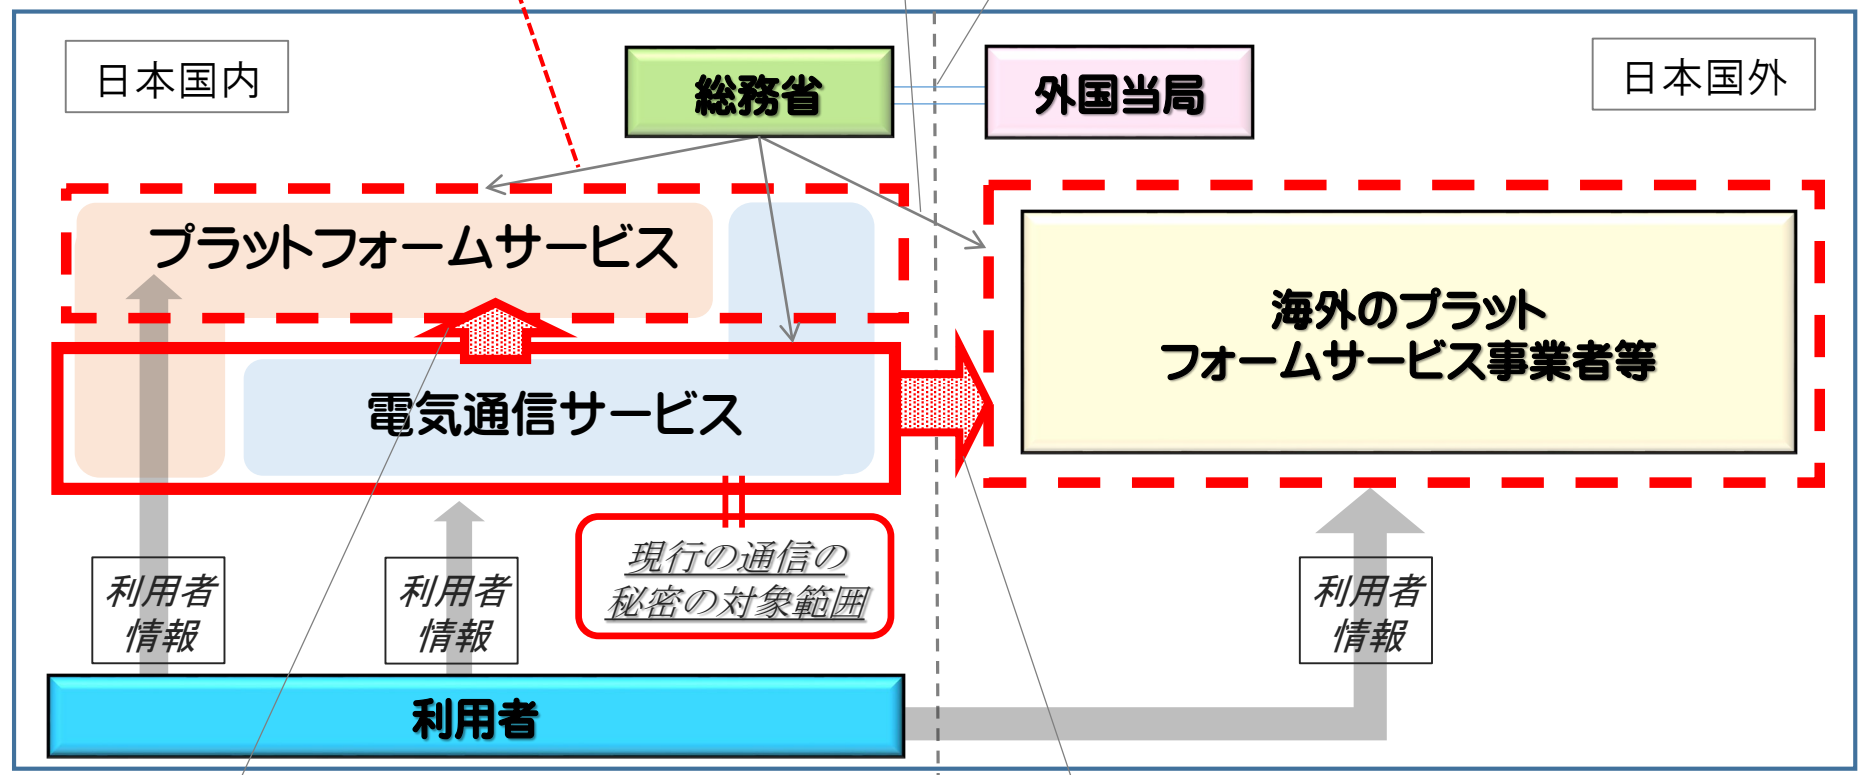 日本国内
総務省
外国当局
日本国外
プラットフォームサービス
海外のプラット
フォームサービス事業者等
電気通信サービス
現行の通信の
秘密の対象範囲
利用者
情報
利用者
情報
利用者
情報
利用者